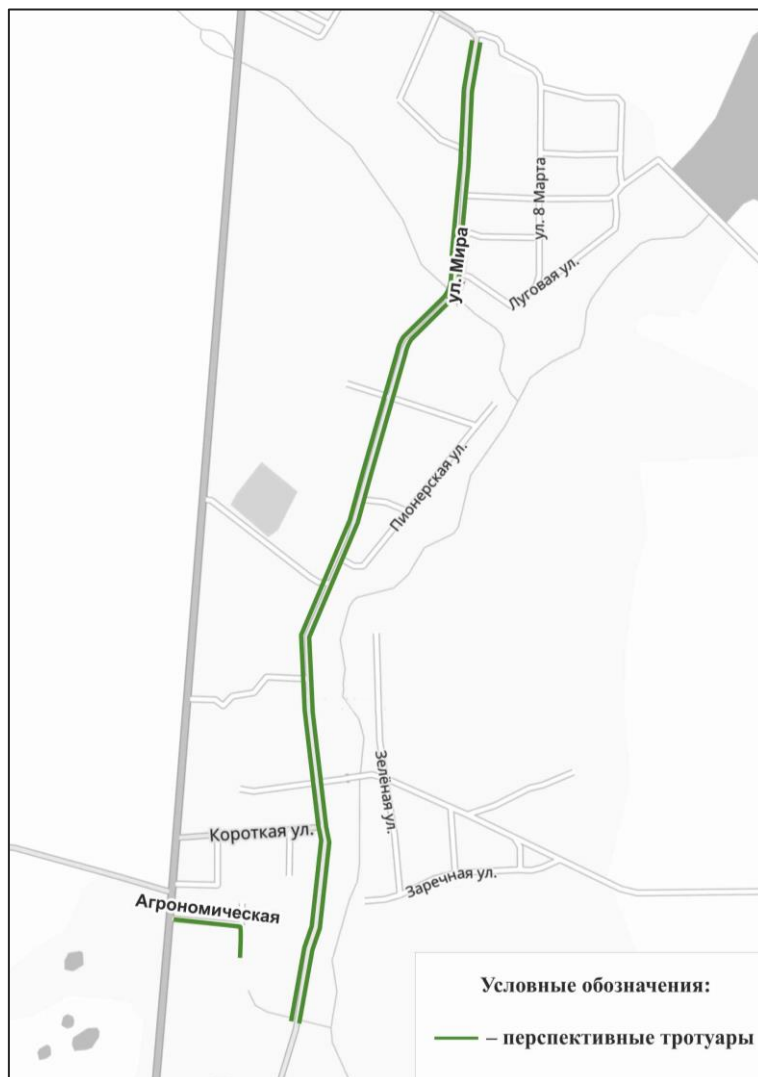 ул. 8 Марта
ул. Мира
Луговая ул.
Пионерская ул.
Зелёная ул.
Короткая ул.
Заречная ул.
Агрономическая
Условные обозначения:
– перспективные тротуары